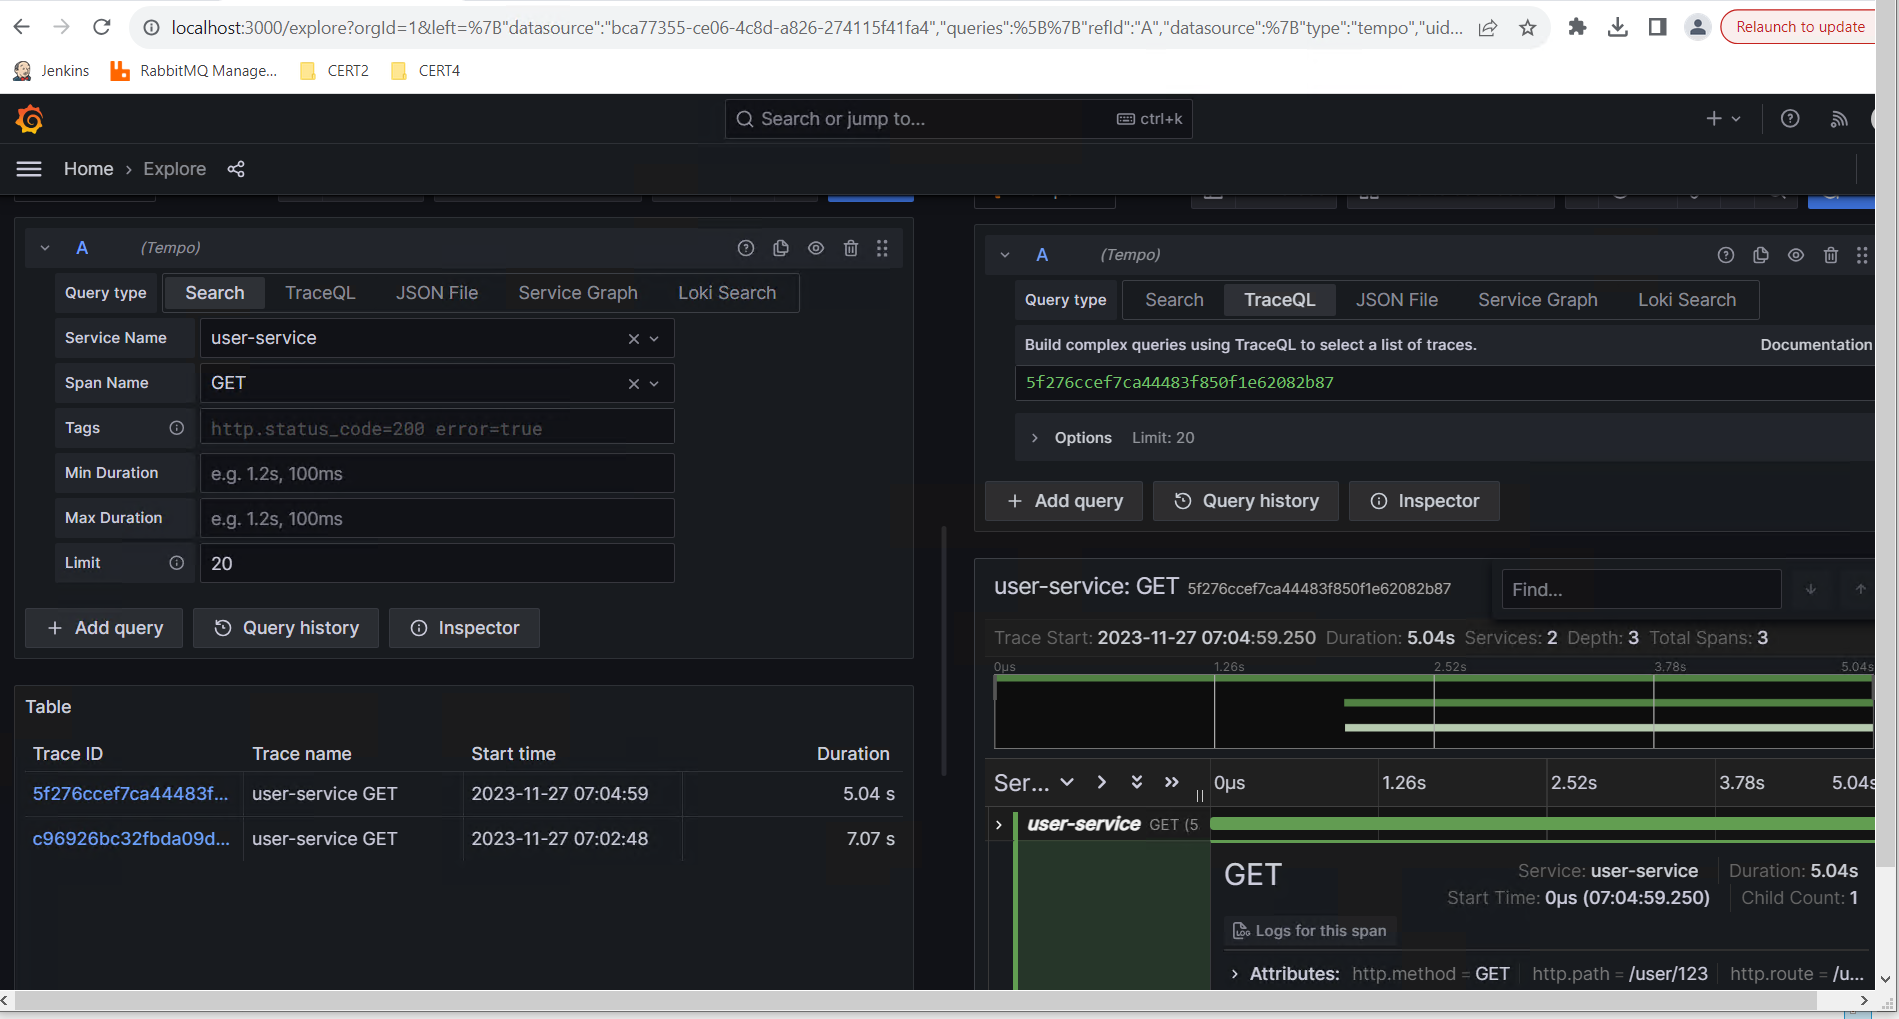 localhost:3000/explore?orgId=1&left=%7B"datasource":"bca77355-ce06-4c8d-a826-274115f41fa4","queries":%5B%7B"refId":"A","datasource":%7B"type":"tempo","uid...
Relaunch to update
Jenkins
RabbitMQ Manage...
CERT2
CERT4
Search or jump to...
ctrl+k
Home
Explore
A
(Tempo)
Query type
Search
TraceQL
JSON File
Service Graph
Loki Search
Service Name
user-service
Span Name
GET
Tags
http.status_code=200 error=true
Min Duration
e.g. 1.2s, 100ms
Max Duration
e.g. 1.2s, 100ms
Limit
20
+ Add query
Query history
Inspector
Table
Trace ID
Trace name
Start time
Duration
5f276ccef7ca44483f...
user-service GET
2023-11-27 07:04:59
5.04 s
c96926bc32fbda09d...
user-service GET
2023-11-27 07:02:48
7.07 s
A
(Tempo)
Query type
Search
TraceQL
JSON File
Service Graph
Loki Search
Build complex queries using TraceQL to select a list of traces.
Documentation
5f276ccef7ca44483f850f1e62082b87
Options
Limit: 20
+ Add query
Query history
Inspector
user-service: GET 5f276ccef7ca44483f850f1e62082b87
Find...
Trace Start: 2023-11-27 07:04:59.250 Duration: 5.04s Services: 2 Depth: 3 Total Spans: 3
0μs
1.26s
2.52s
3.78s
5.04s
Ser...
0μs
1.26s
2.52s
3.78s
5.04s
user-service GET (5
GET
Service: user-service
Duration: 5.04s
Start Time: 0μs (07:04:59.250)
Child Count: 1
Logs for this span
Attributes: http.method = GET http.path = /user/123 http.route = /u...